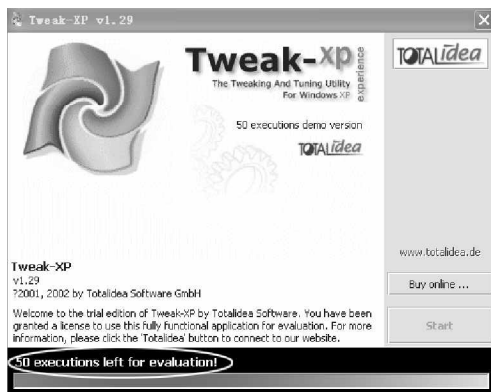 Tweak-XP v1.29
Tweak-xp
experience
The Tweaking And Tuning Utility
For Windows XP
50 executions demo version
TOTALidea
TOTALidea
www.totalidea.de
Tweak-XP
v1.29
?2001, 2002 by Totalidea Software GmbH
Buy online ...
Welcome to the trial edition of Tweak-XP by Totalidea Software. You have been
granted a license to use this fully functional application for evaluation. For more
information, please click the 'Totalidea' button to connect to our website.
Start
50 executions left for evaluation!